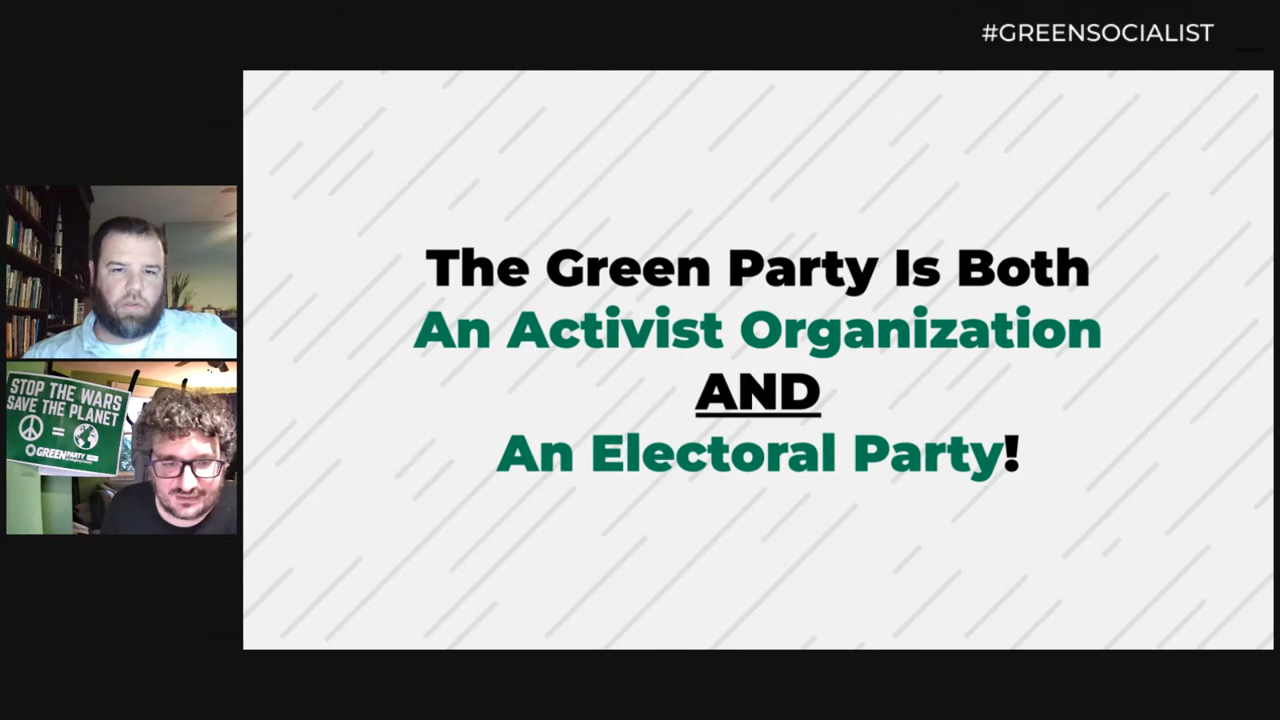 #GREENSOCIALIST
The Green Party Is Both
An Activist Organization
AND
An Electoral Party!
STOP THE WARS
SAVE THE PLANET
=
GREENPARTY